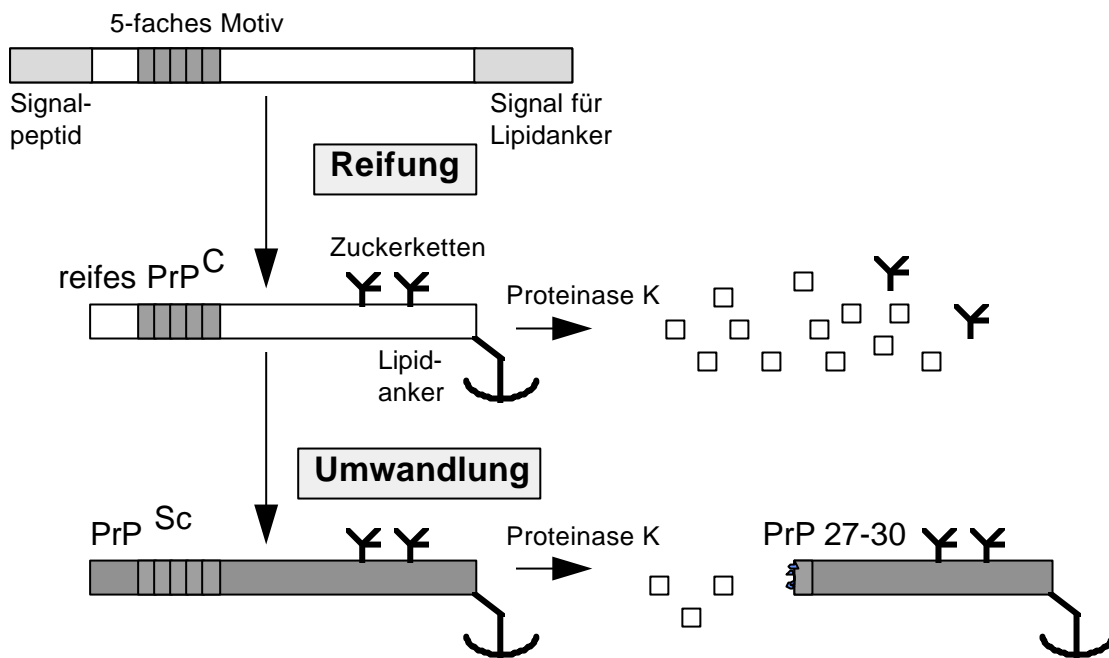 5-faches Motiv
Signal-
peptid
Signal für
Lipidanker
Reifung
Zuckerketten
reifes PrP C
Proteinase K
Lipid-
anker
Umwandlung
PrP Sc
Proteinase K
PrP 27-30